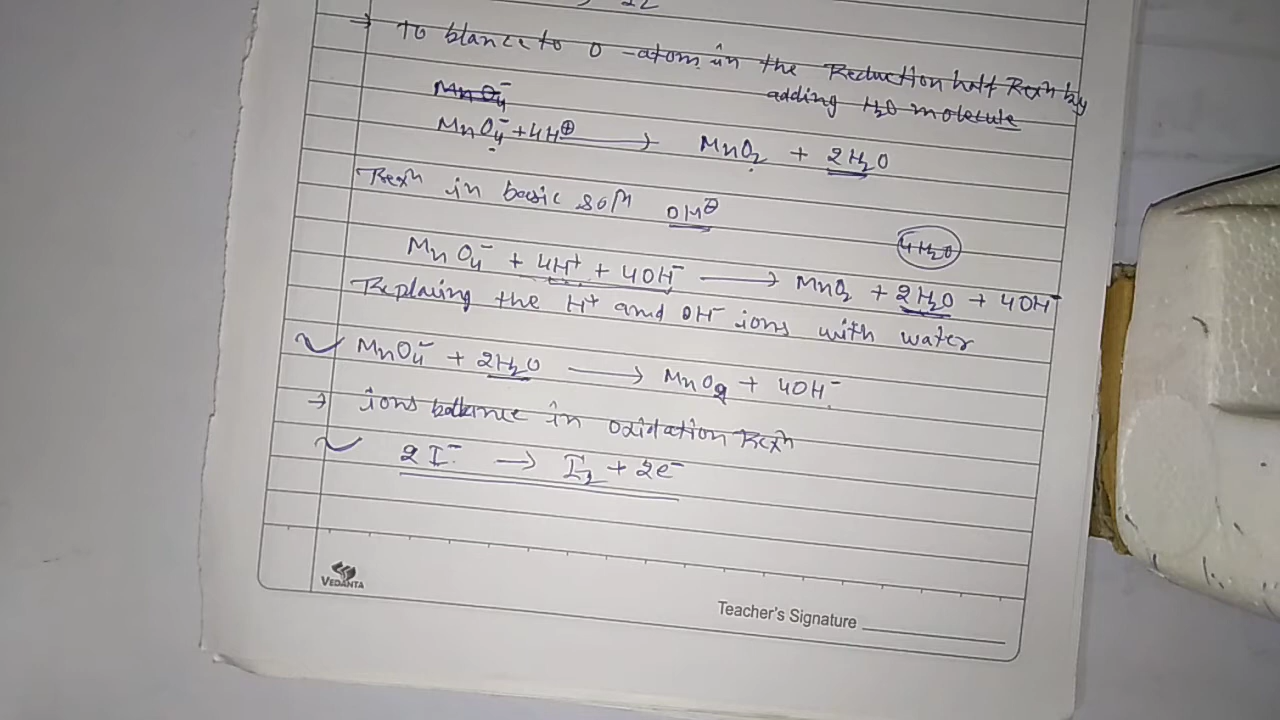 → To blance to O-atom in the Reduction half Rexn by
adding H₂O molecule
MnO₄⁻
MnO₄⁻ + 4H⊕ ⟶ MnO₂ + 2H₂O
Rexn in basic soln OH⊖
4H₂O
MnO₄⁻ + 4H⁺ + 4OH⁻ ⟶ MnO₂ + 2H₂O + 4OH⁻
Replacing the H⁺ and OH⁻ ions with water
MnO₄⁻ + 2H₂O ⟶ MnO₂ + 4OH⁻
→ ions in oxidation Rexn
2I⁻ ⟶ I₂ + 2e⁻
VEDANTA
Teacher's Signature